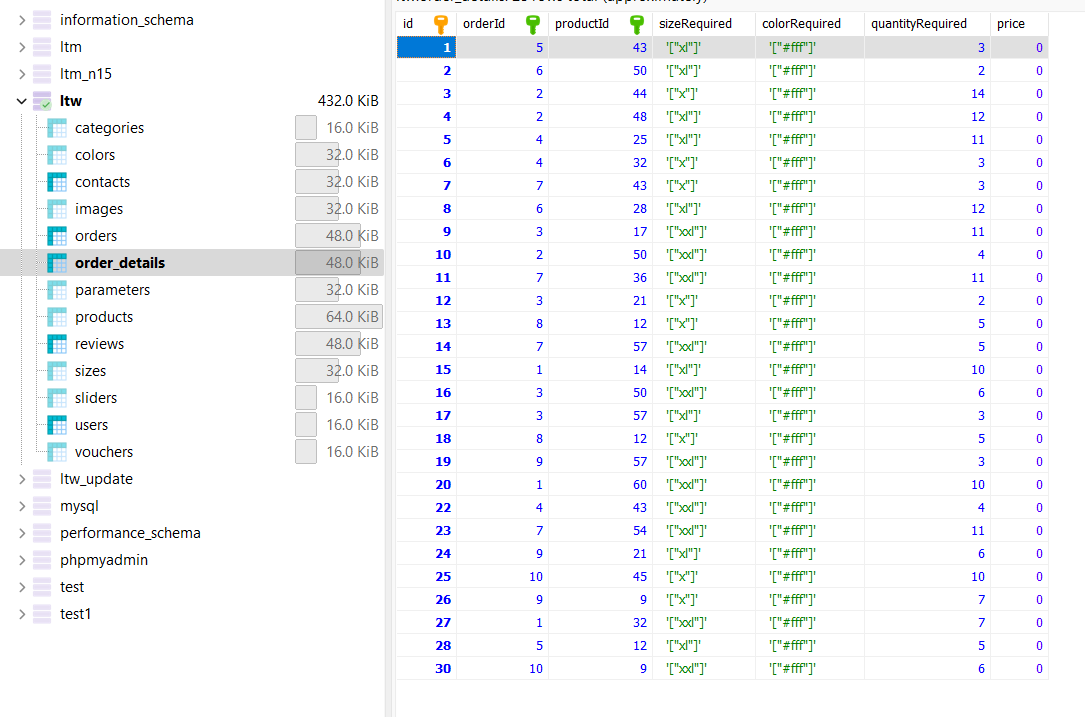 information_schema
ltm
ltm_n15
ltw 432.0 KiB
categories 16.0 KiB
colors 32.0 KiB
contacts 32.0 KiB
images 32.0 KiB
orders 48.0 KiB
order_details 48.0 KiB
parameters 32.0 KiB
products 64.0 KiB
reviews 48.0 KiB
sizes 32.0 KiB
sliders 16.0 KiB
users 16.0 KiB
vouchers 16.0 KiB
ltw_update
mysql
performance_schema
phpmyadmin
test
test1
id orderId productId sizeRequired colorRequired quantityRequired price
1 5 43 '["xl"]' '["#fff"]' 3 0
2 6 50 '["xl"]' '["#fff"]' 2 0
3 2 44 '["x"]' '["#fff"]' 14 0
4 2 48 '["xl"]' '["#fff"]' 12 0
5 4 25 '["xl"]' '["#fff"]' 11 0
6 4 32 '["x"]' '["#fff"]' 3 0
7 7 43 '["x"]' '["#fff"]' 3 0
8 6 28 '["xl"]' '["#fff"]' 12 0
9 3 17 '["xxl"]' '["#fff"]' 11 0
10 2 50 '["xxl"]' '["#fff"]' 4 0
11 7 36 '["xxl"]' '["#fff"]' 11 0
12 3 21 '["x"]' '["#fff"]' 2 0
13 8 12 '["x"]' '["#fff"]' 5 0
14 7 57 '["xxl"]' '["#fff"]' 5 0
15 1 14 '["xl"]' '["#fff"]' 10 0
16 3 50 '["xxl"]' '["#fff"]' 6 0
17 3 57 '["xl"]' '["#fff"]' 3 0
18 8 12 '["x"]' '["#fff"]' 5 0
19 9 57 '["xxl"]' '["#fff"]' 3 0
20 1 60 '["xxl"]' '["#fff"]' 10 0
22 4 43 '["xxl"]' '["#fff"]' 4 0
23 7 54 '["xxl"]' '["#fff"]' 11 0
24 9 21 '["xl"]' '["#fff"]' 6 0
25 10 45 '["x"]' '["#fff"]' 10 0
26 9 9 '["x"]' '["#fff"]' 7 0
27 1 32 '["xxl"]' '["#fff"]' 7 0
28 5 12 '["xl"]' '["#fff"]' 5 0
30 10 9 '["xxl"]' '["#fff"]' 6 0